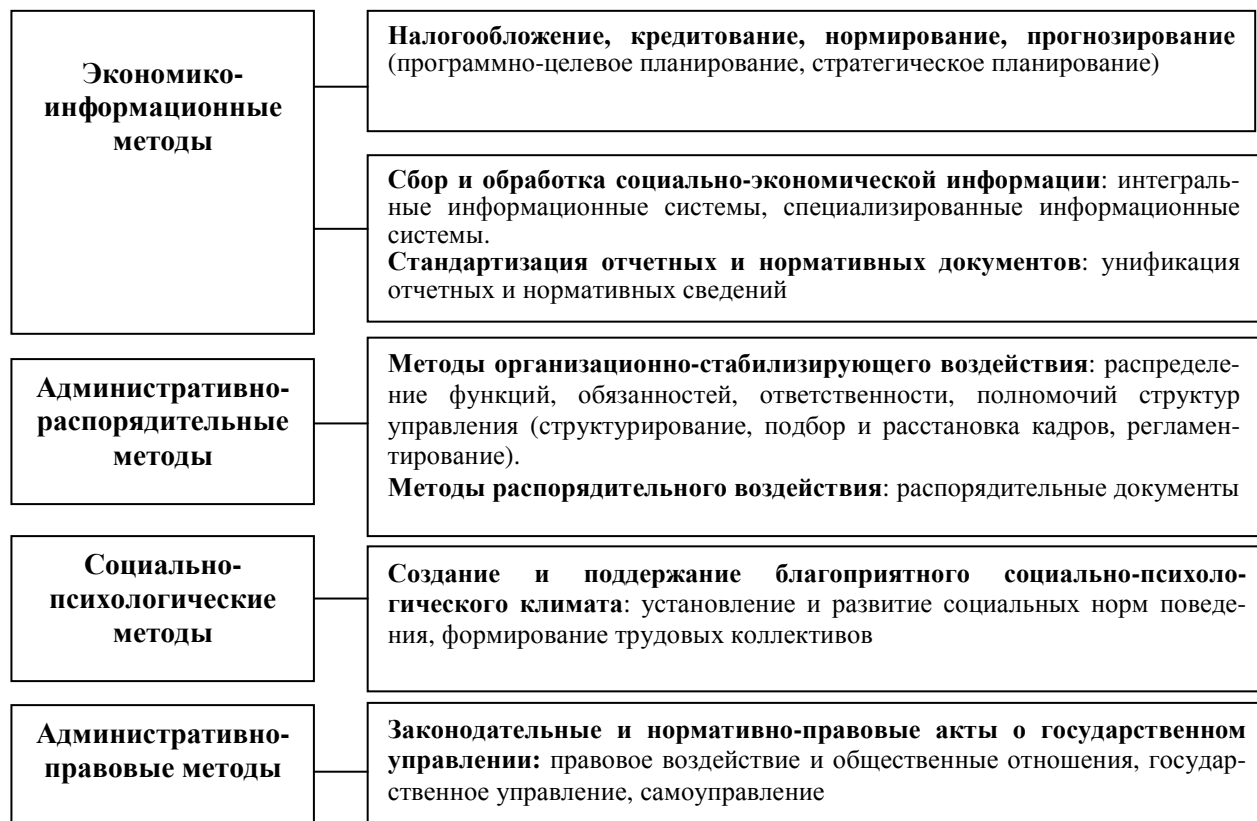 Экономико-
информационные
методы
Налогообложение, кредитование, нормирование, прогнозирование
(программно-целевое планирование, стратегическое планирование)
Сбор и обработка социально-экономической информации: интеграль-
ные информационные системы, специализированные информационные
системы.
Стандартизация отчетных и нормативных документов: унификация
отчетных и нормативных сведений
Административно-
распорядительные
методы
Методы организационно-стабилизирующего воздействия: распределе-
ние функций, обязанностей, ответственности, полномочий структур
управления (структурирование, подбор и расстановка кадров, регламен-
тирование).
Методы распорядительного воздействия: распорядительные документы
Социально-
психологические
методы
Создание и поддержание благоприятного социально-психоло-
гического климата: установление и развитие социальных норм поведе-
ния, формирование трудовых коллективов
Административно-
правовые методы
Законодательные и нормативно-правовые акты о государственном
управлении: правовое воздействие и общественные отношения, государ-
ственное управление, самоуправление